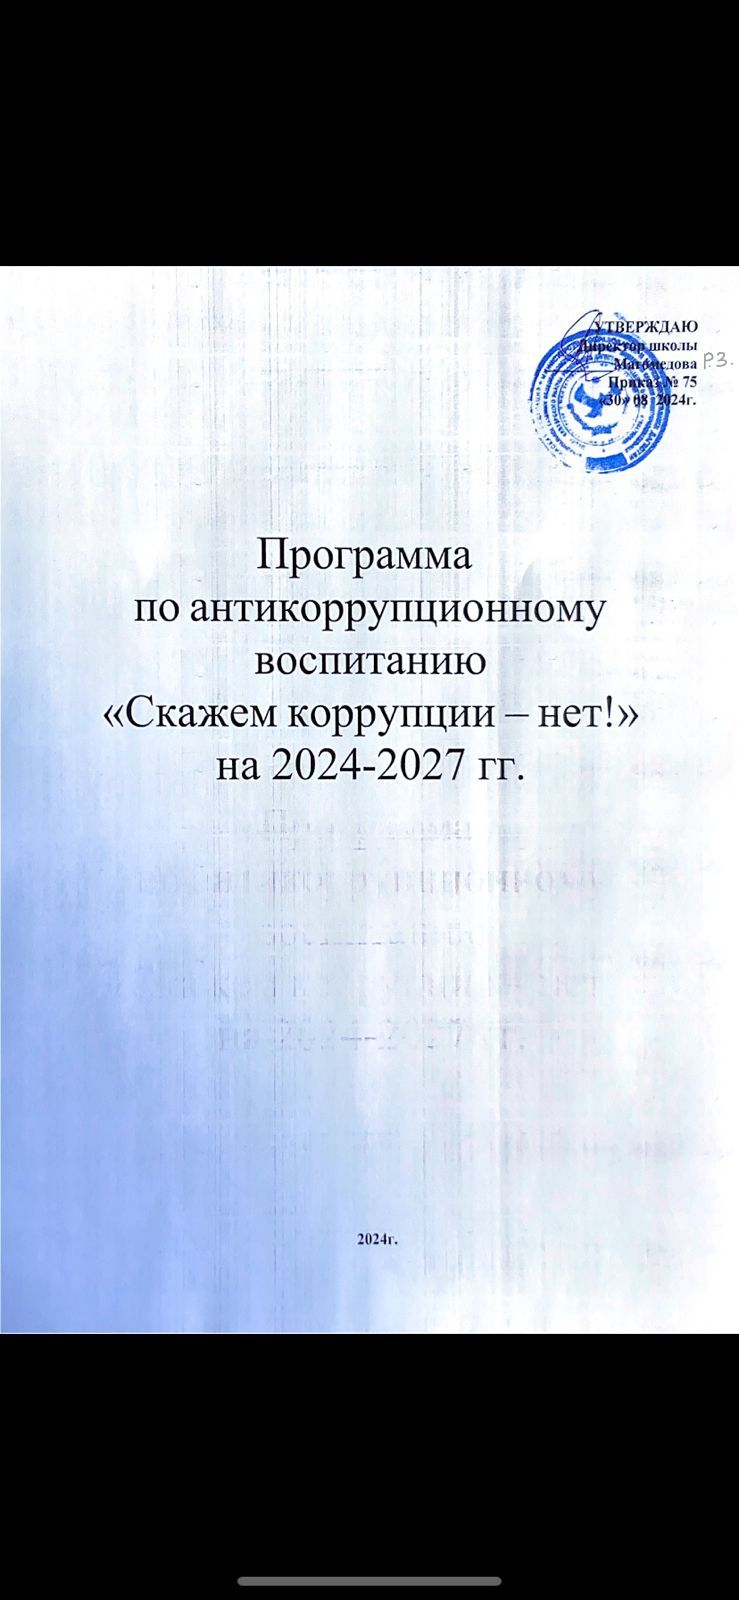 УТВЕРЖДАЮ
Директор школы
Магомедова Р.З.
Приказ № 75
«30» 08 2024г.
Программа
по антикоррупционному
воспитанию
«Скажем коррупции – нет!»
на 2024-2027 гг.
2024г.